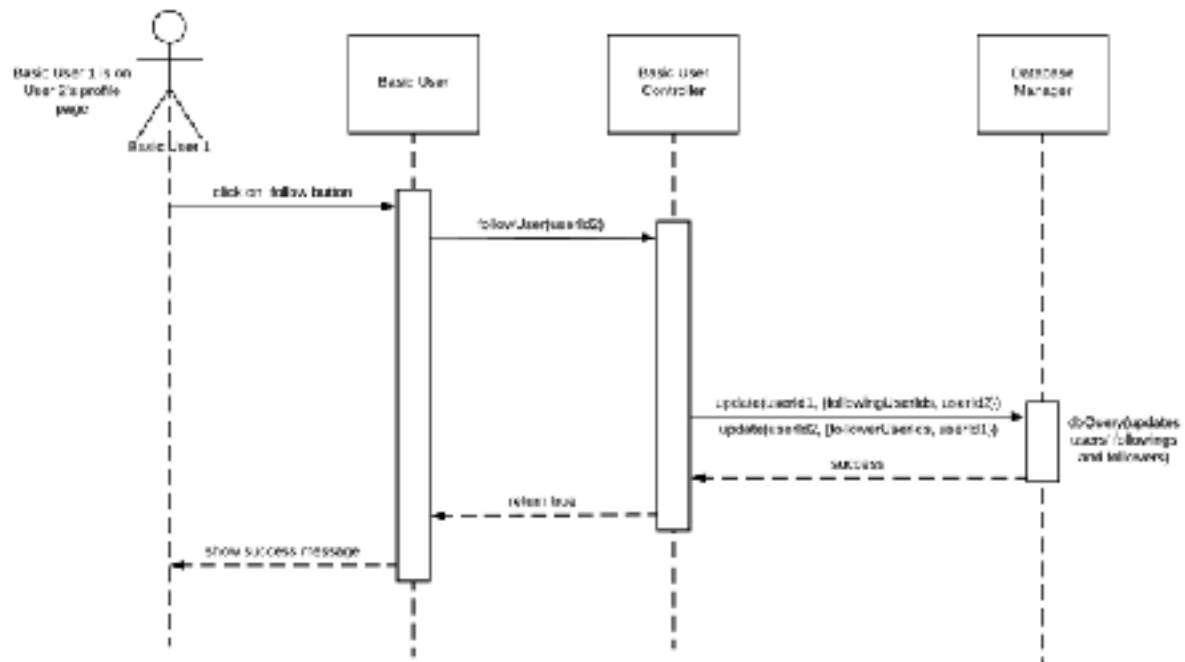 Basic User 1 is on
User 2's profile
page
Basic User 1
Basic User
Basic User
Controller
Database
Manager
click on follow button
followUser(userId2)
update(userId1, {followingUserIds, userId2})
update(userId2, {followerUserIds, userId1})
dbQuery(updates
users' followings
and followers)
success
return true
show success message